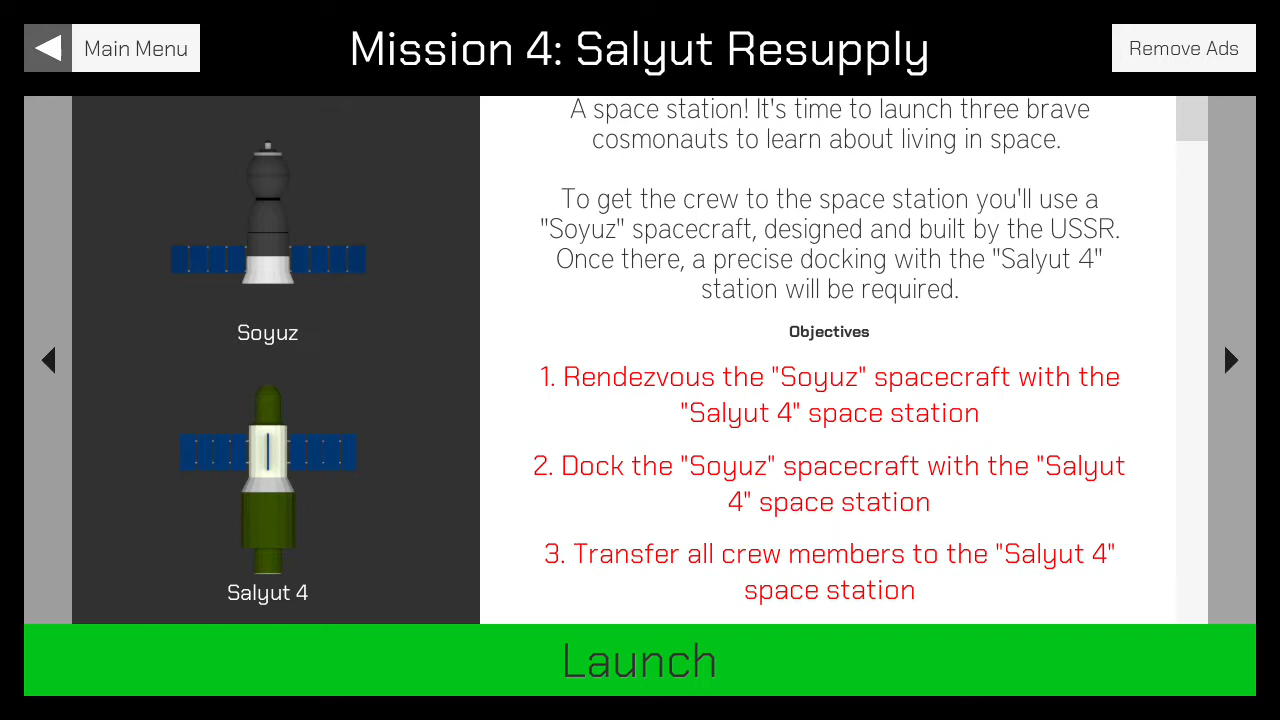 Main Menu
Mission 4: Salyut Resupply
Remove Ads
A space station! It's time to launch three brave
cosmonauts to learn about living in space.
To get the crew to the space station you'll use a
"Soyuz" spacecraft, designed and built by the USSR.
Once there, a precise docking with the "Salyut 4"
station will be required.
Objectives
1. Rendezvous the "Soyuz" spacecraft with the
"Salyut 4" space station
2. Dock the "Soyuz" spacecraft with the "Salyut
4" space station
3. Transfer all crew members to the "Salyut 4"
space station
Soyuz
Salyut 4
Launch